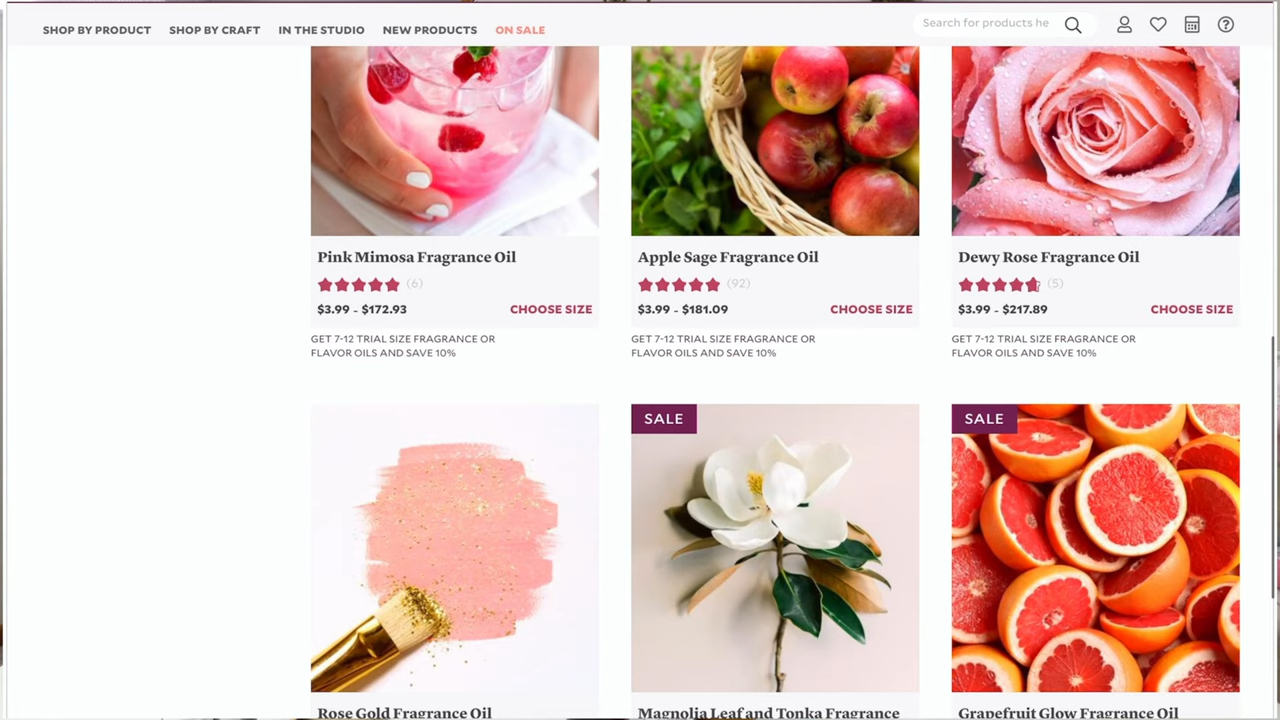 SHOP BY PRODUCT SHOP BY CRAFT IN THE STUDIO NEW PRODUCTS ON SALE Search for products he
Pink Mimosa Fragrance Oil
(6)
$3.99 - $172.93 CHOOSE SIZE
GET 7-12 TRIAL SIZE FRAGRANCE OR
FLAVOR OILS AND SAVE 10%
Apple Sage Fragrance Oil
(92)
$3.99 - $181.09 CHOOSE SIZE
GET 7-12 TRIAL SIZE FRAGRANCE OR
FLAVOR OILS AND SAVE 10%
Dewy Rose Fragrance Oil
(5)
$3.99 - $217.89 CHOOSE SIZE
GET 7-12 TRIAL SIZE FRAGRANCE OR
FLAVOR OILS AND SAVE 10%
Rose Gold Fragrance Oil
SALE
Magnolia Leaf and Tonka Fragrance
SALE
Grapefruit Glow Fragrance Oil